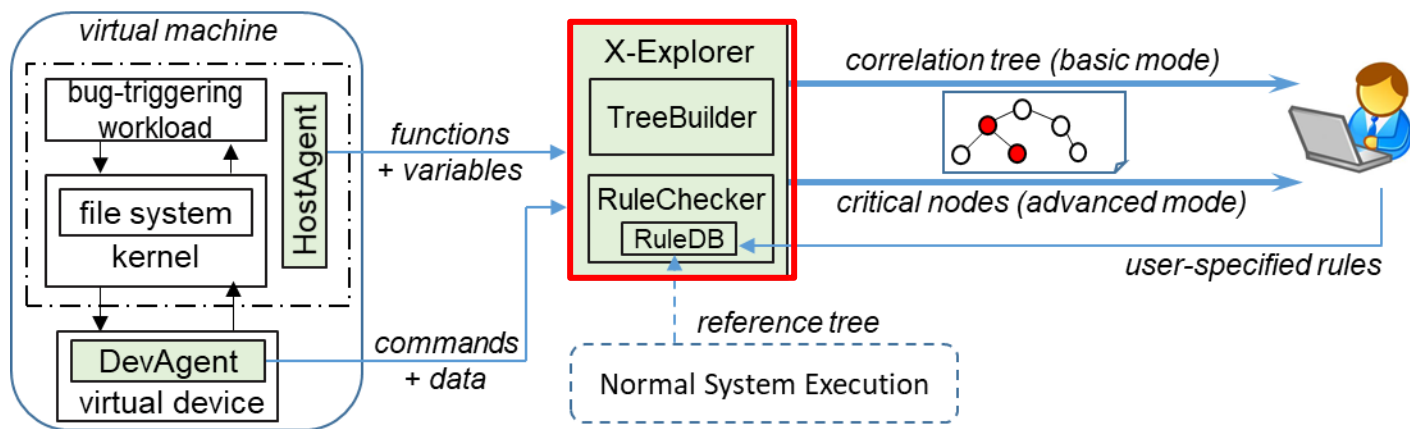 virtual machine
bug-triggering
workload
HostAgent
file system
kernel
DevAgent
virtual device
functions
+ variables
commands
+ data
X-Explorer
TreeBuilder
RuleChecker
RuleDB
correlation tree (basic mode)
critical nodes (advanced mode)
user-specified rules
reference tree
Normal System Execution